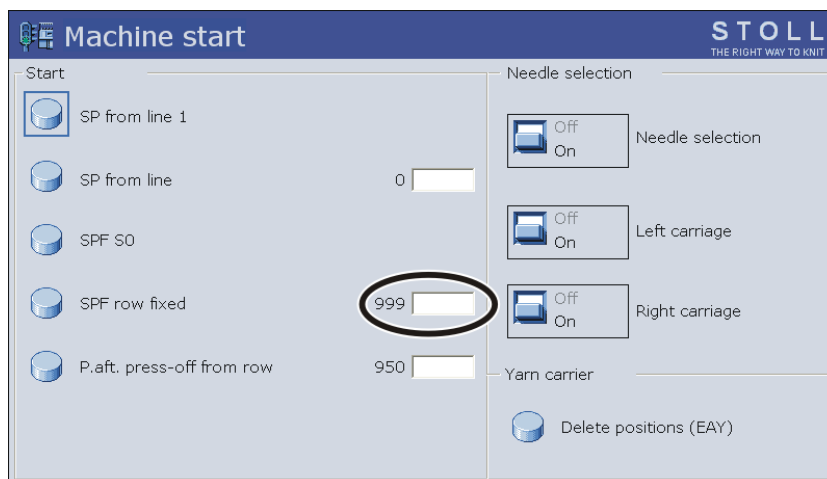 Machine start
STOLL
THE RIGHT WAY TO KNIT
Start
SP from line 1
SP from line 0
SPF S0
SPF row fixed 999
P.aft. press-off from row 950
Needle selection
Off
On
Needle selection
Off
On
Left carriage
Off
On
Right carriage
Yarn carrier
Delete positions (EAY)